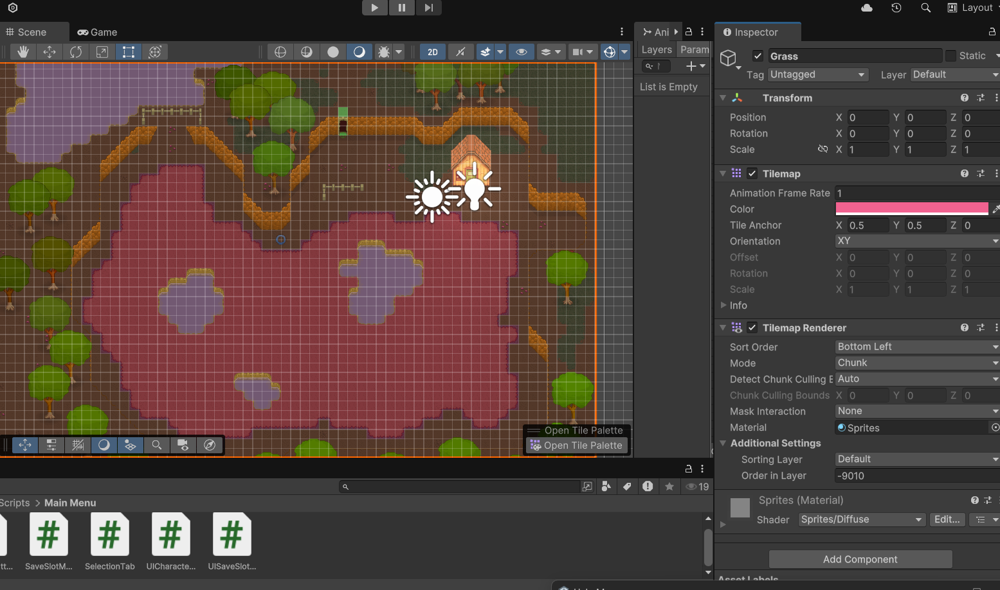 Layout
Scene
Game
Ani
Inspector
2D
Layers
Param
List is Empty
Grass
Static
Tag
Untagged
Layer
Default
Transform
Position X 0 Y 0 Z 0
Rotation X 0 Y 0 Z 0
Scale X 1 Y 1 Z 1
Tilemap
Animation Frame Rate 1
Color
Tile Anchor X 0.5 Y 0.5 Z 0
Orientation XY
Offset X 0 Y 0 Z 0
Rotation X 0 Y 0 Z 0
Scale X 1 Y 1 Z 1
Info
Tilemap Renderer
Sort Order Bottom Left
Mode Chunk
Detect Chunk Culling E Auto
Chunk Culling Bounds X 0 Y 0 Z 0
Mask Interaction None
Material Sprites
Additional Settings
Sorting Layer Default
Order in Layer -9010
Sprites (Material)
Shader Sprites/Diffuse Edit...
Add Component
Open Tile Palette
Open Tile Palette
19
Scripts > Main Menu
tt...
SaveSlotM...
SelectionTab
UICharacte...
UISaveSlot...